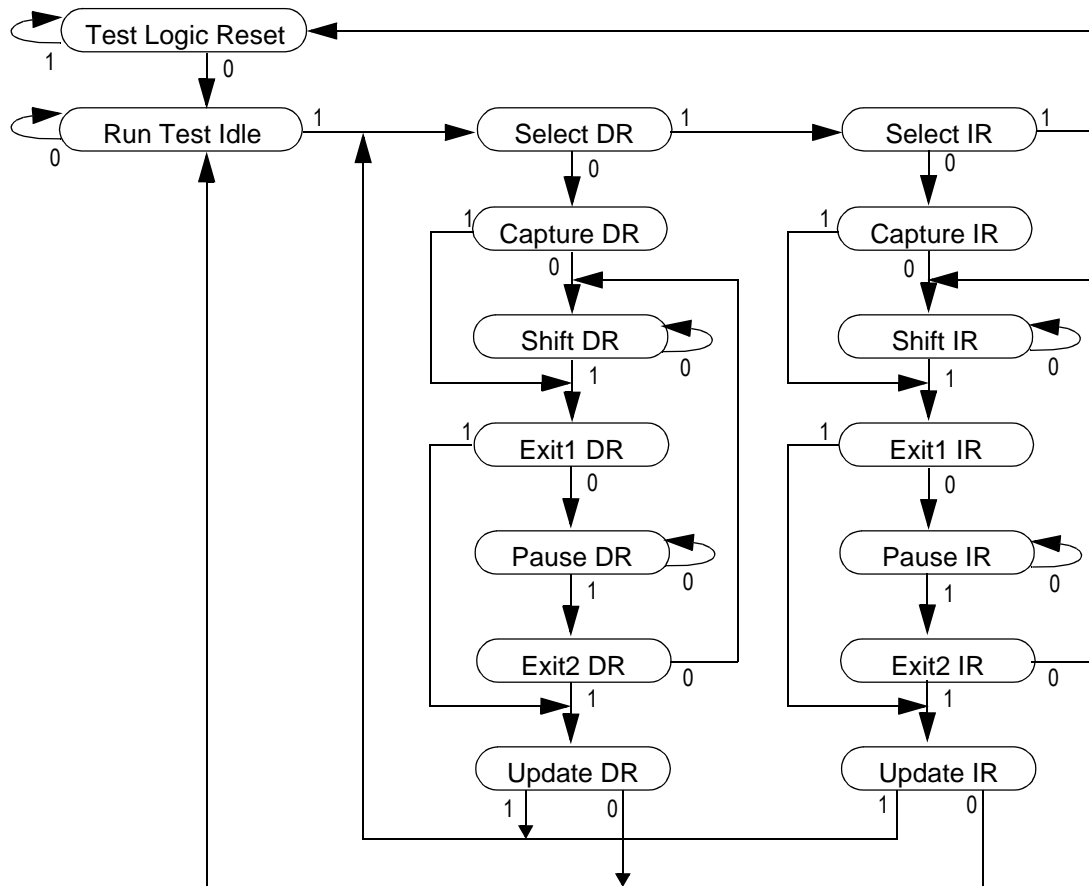 Test Logic Reset
1
0
Run Test Idle
1
Select DR
1
Select IR
1
0
0
0
1
Capture DR
1
Capture IR
0
0
Shift DR
Shift IR
0
0
1
1
1
Exit1 DR
1
Exit1 IR
0
0
Pause DR
Pause IR
0
0
1
1
Exit2 DR
Exit2 IR
0
0
1
1
Update DR
Update IR
1
0
1
0